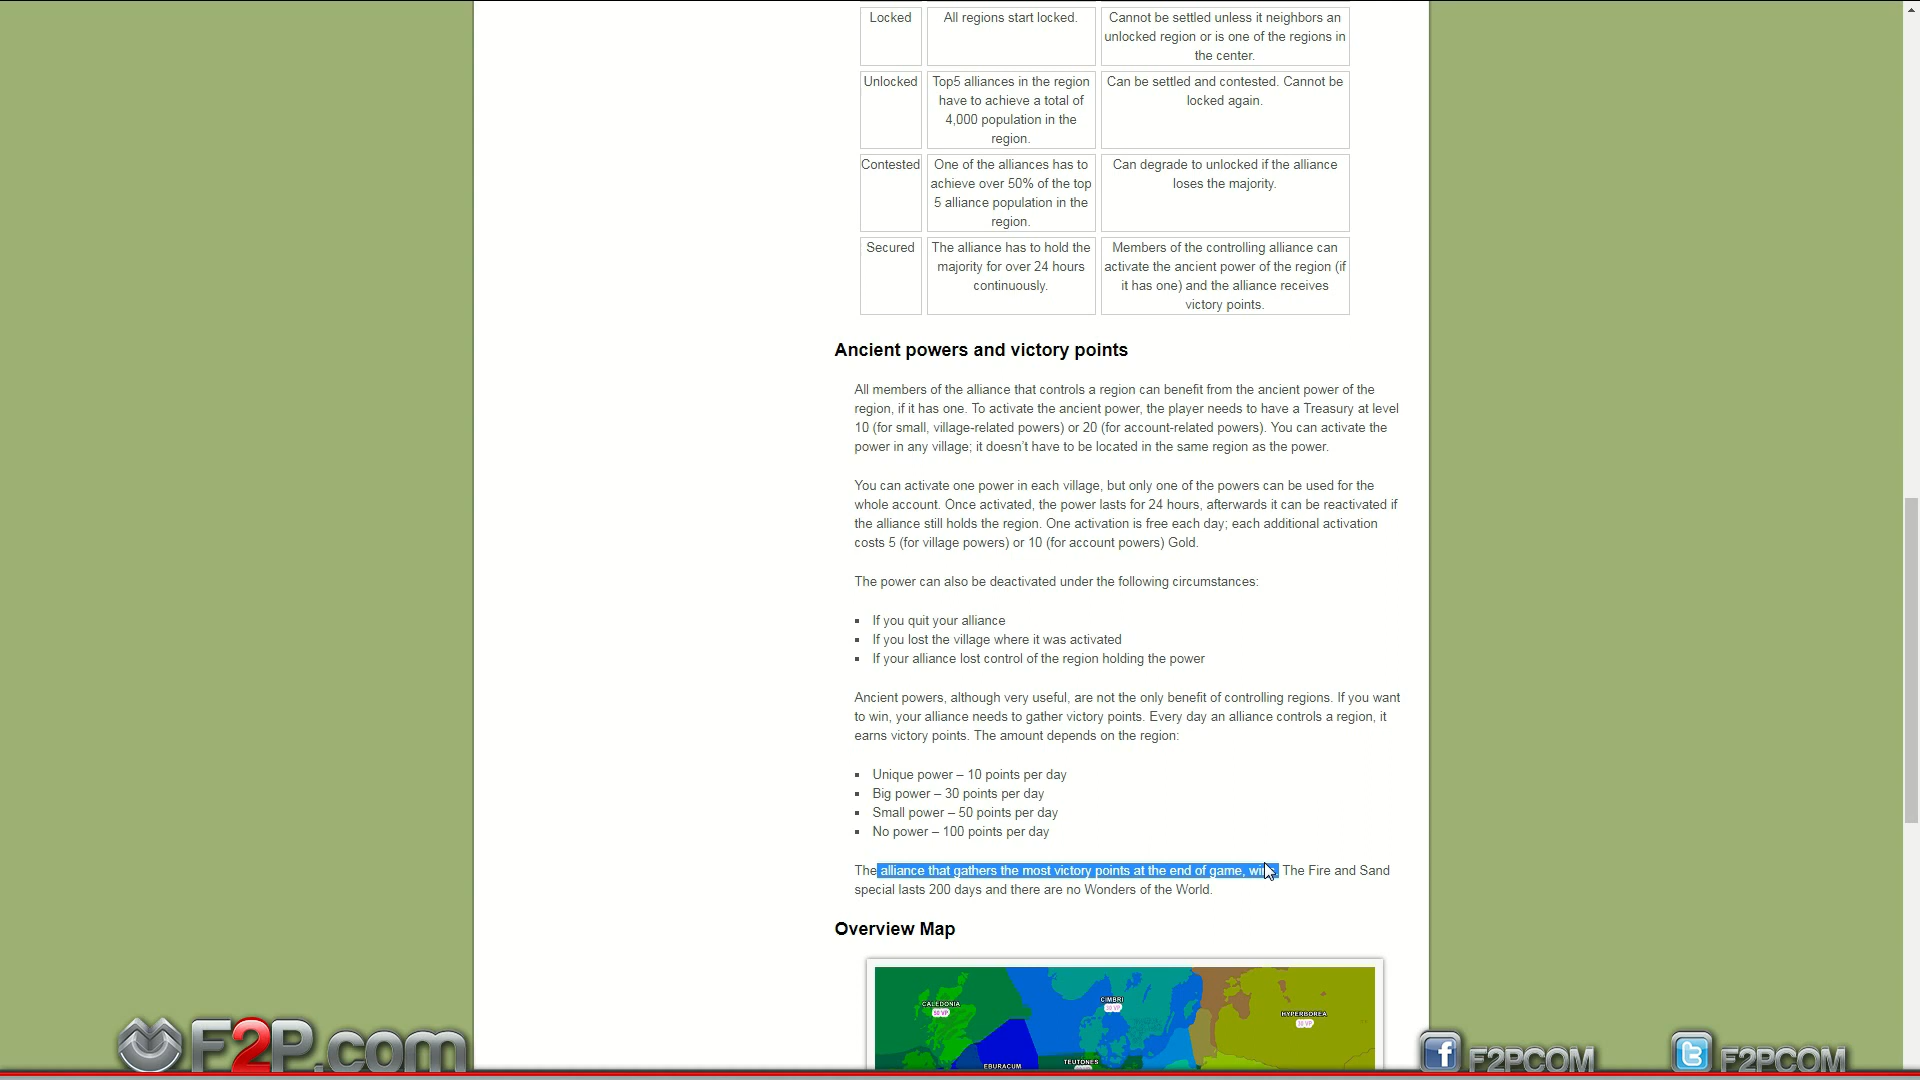 Locked
All regions start locked.
Cannot be settled unless it neighbors an
unlocked region or is one of the regions in
the center.
Unlocked
Top5 alliances in the region
have to achieve a total of
4,000 population in the
region.
Can be settled and contested. Cannot be
locked again.
Contested
One of the alliances has to
achieve over 50% of the top
5 alliance population in the
region.
Can degrade to unlocked if the alliance
loses the majority.
Secured
The alliance has to hold the
majority for over 24 hours
continuously.
Members of the controlling alliance can
activate the ancient power of the region (if
it has one) and the alliance receives
victory points.
Ancient powers and victory points
All members of the alliance that controls a region can benefit from the ancient power of the
region, if it has one. To activate the ancient power, the player needs to have a Treasury at level
10 (for small, village-related powers) or 20 (for account-related powers). You can activate the
power in any village; it doesn't have to be located in the same region as the power.
You can activate one power in each village, but only one of the powers can be used for the
whole account. Once activated, the power lasts for 24 hours, afterwards it can be reactivated if
the alliance still holds the region. One activation is free each day; each additional activation
costs 5 (for village powers) or 10 (for account powers) Gold.
The power can also be deactivated under the following circumstances:
▪ If you quit your alliance
▪ If you lost the village where it was activated
▪ If your alliance lost control of the region holding the power
Ancient powers, although very useful, are not the only benefit of controlling regions. If you want
to win, your alliance needs to gather victory points. Every day an alliance controls a region, it
earns victory points. The amount depends on the region:
▪ Unique power – 10 points per day
▪ Big power – 30 points per day
▪ Small power – 50 points per day
▪ No power – 100 points per day
The alliance that gathers the most victory points at the end of game, The Fire and Sand
special lasts 200 days and there are no Wonders of the World.
Overview Map
CALEDONIA
50 VP
CIMBRI
30 VP
HYPERBOREA
30 VP
EBURACUM
TEUTONES
F2P.com
F2PCOM
F2PCOM